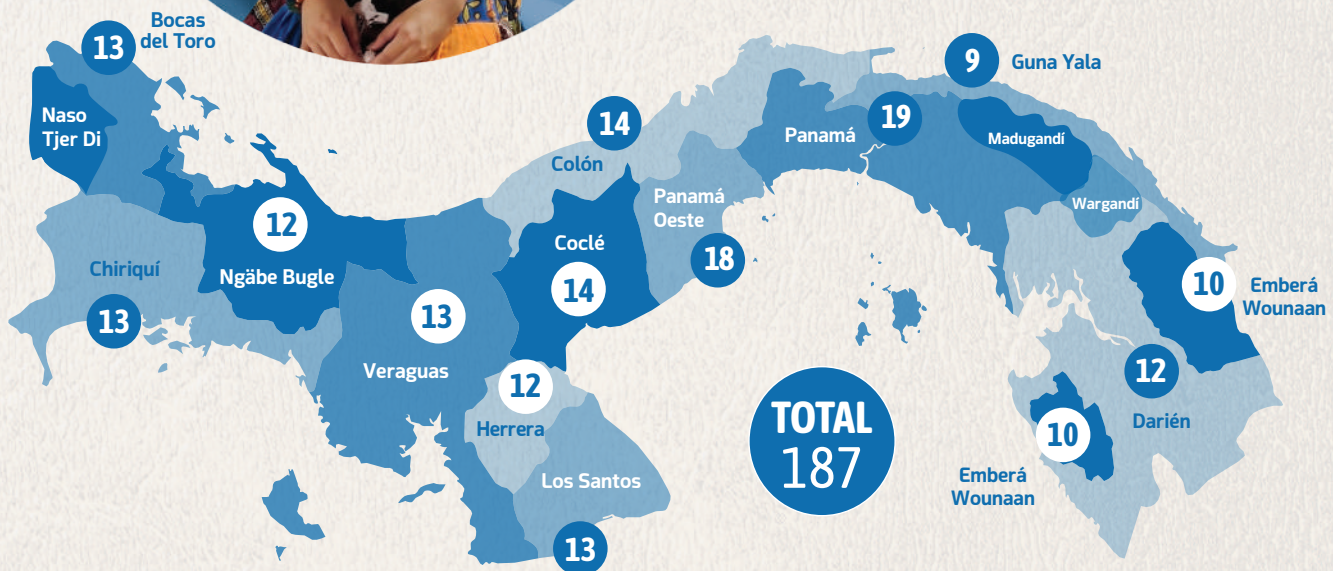 13
Bocas
del Toro
Naso
Tjer Di
12
Ngäbe Bugle
Chiriquí
13
13
Veraguas
14
Colón
Coclé
14
12
Herrera
Los Santos
13
Panamá
Oeste
18
Panamá
19
9
Guna Yala
Madugandí
Wargandí
10
Emberá
Wounaan
12
Darién
10
Emberá
Wounaan
TOTAL
187